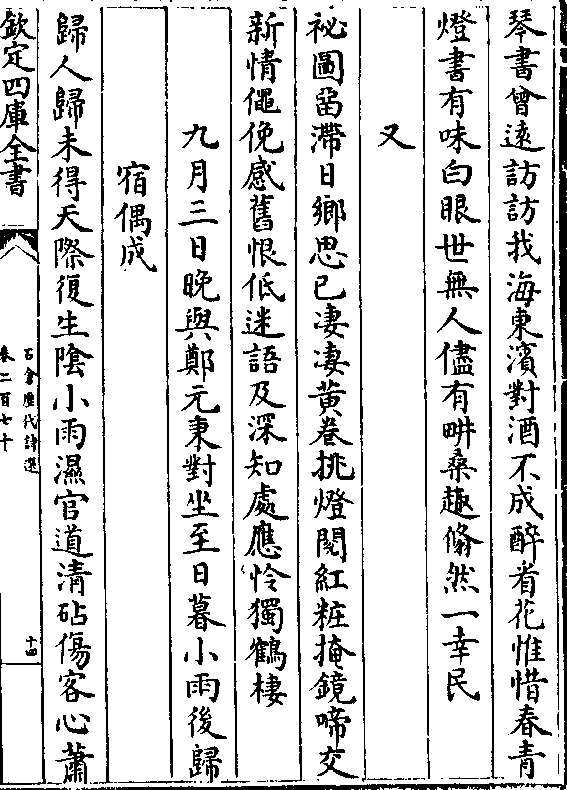 琴書曾遠訪訪我海東濱對酒不成醉看花惟惜春青
燈書有味白眼世無人儘有畊桑趣翛然一幸民
又
祕圖畱滯日鄉思已凄凄黃卷挑燈閱紅粧掩鏡啼交
新情僶俛感舊恨低迷語及深知處應怜獨鶴棲
九月三日晚與鄭元秉對坐至日暮小雨後歸
宿偶成
歸人歸未得天際復生陰小雨濕官道清砧傷客心蕭
欽定四庫全書
石倉歷代詩選
卷二百七十
十四